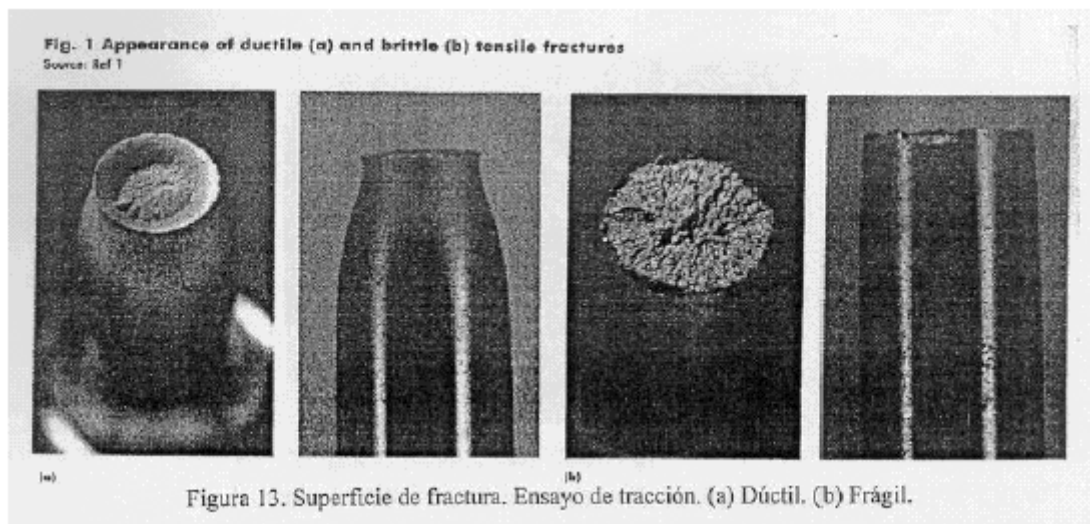 Fig. 1 Appearance of ductile (a) and brittle (b) tensile fractures
Source: Ref 1
(a)
(b)
Figura 13. Superficie de fractura. Ensayo de tracción. (a) Dúctil. (b) Frágil.